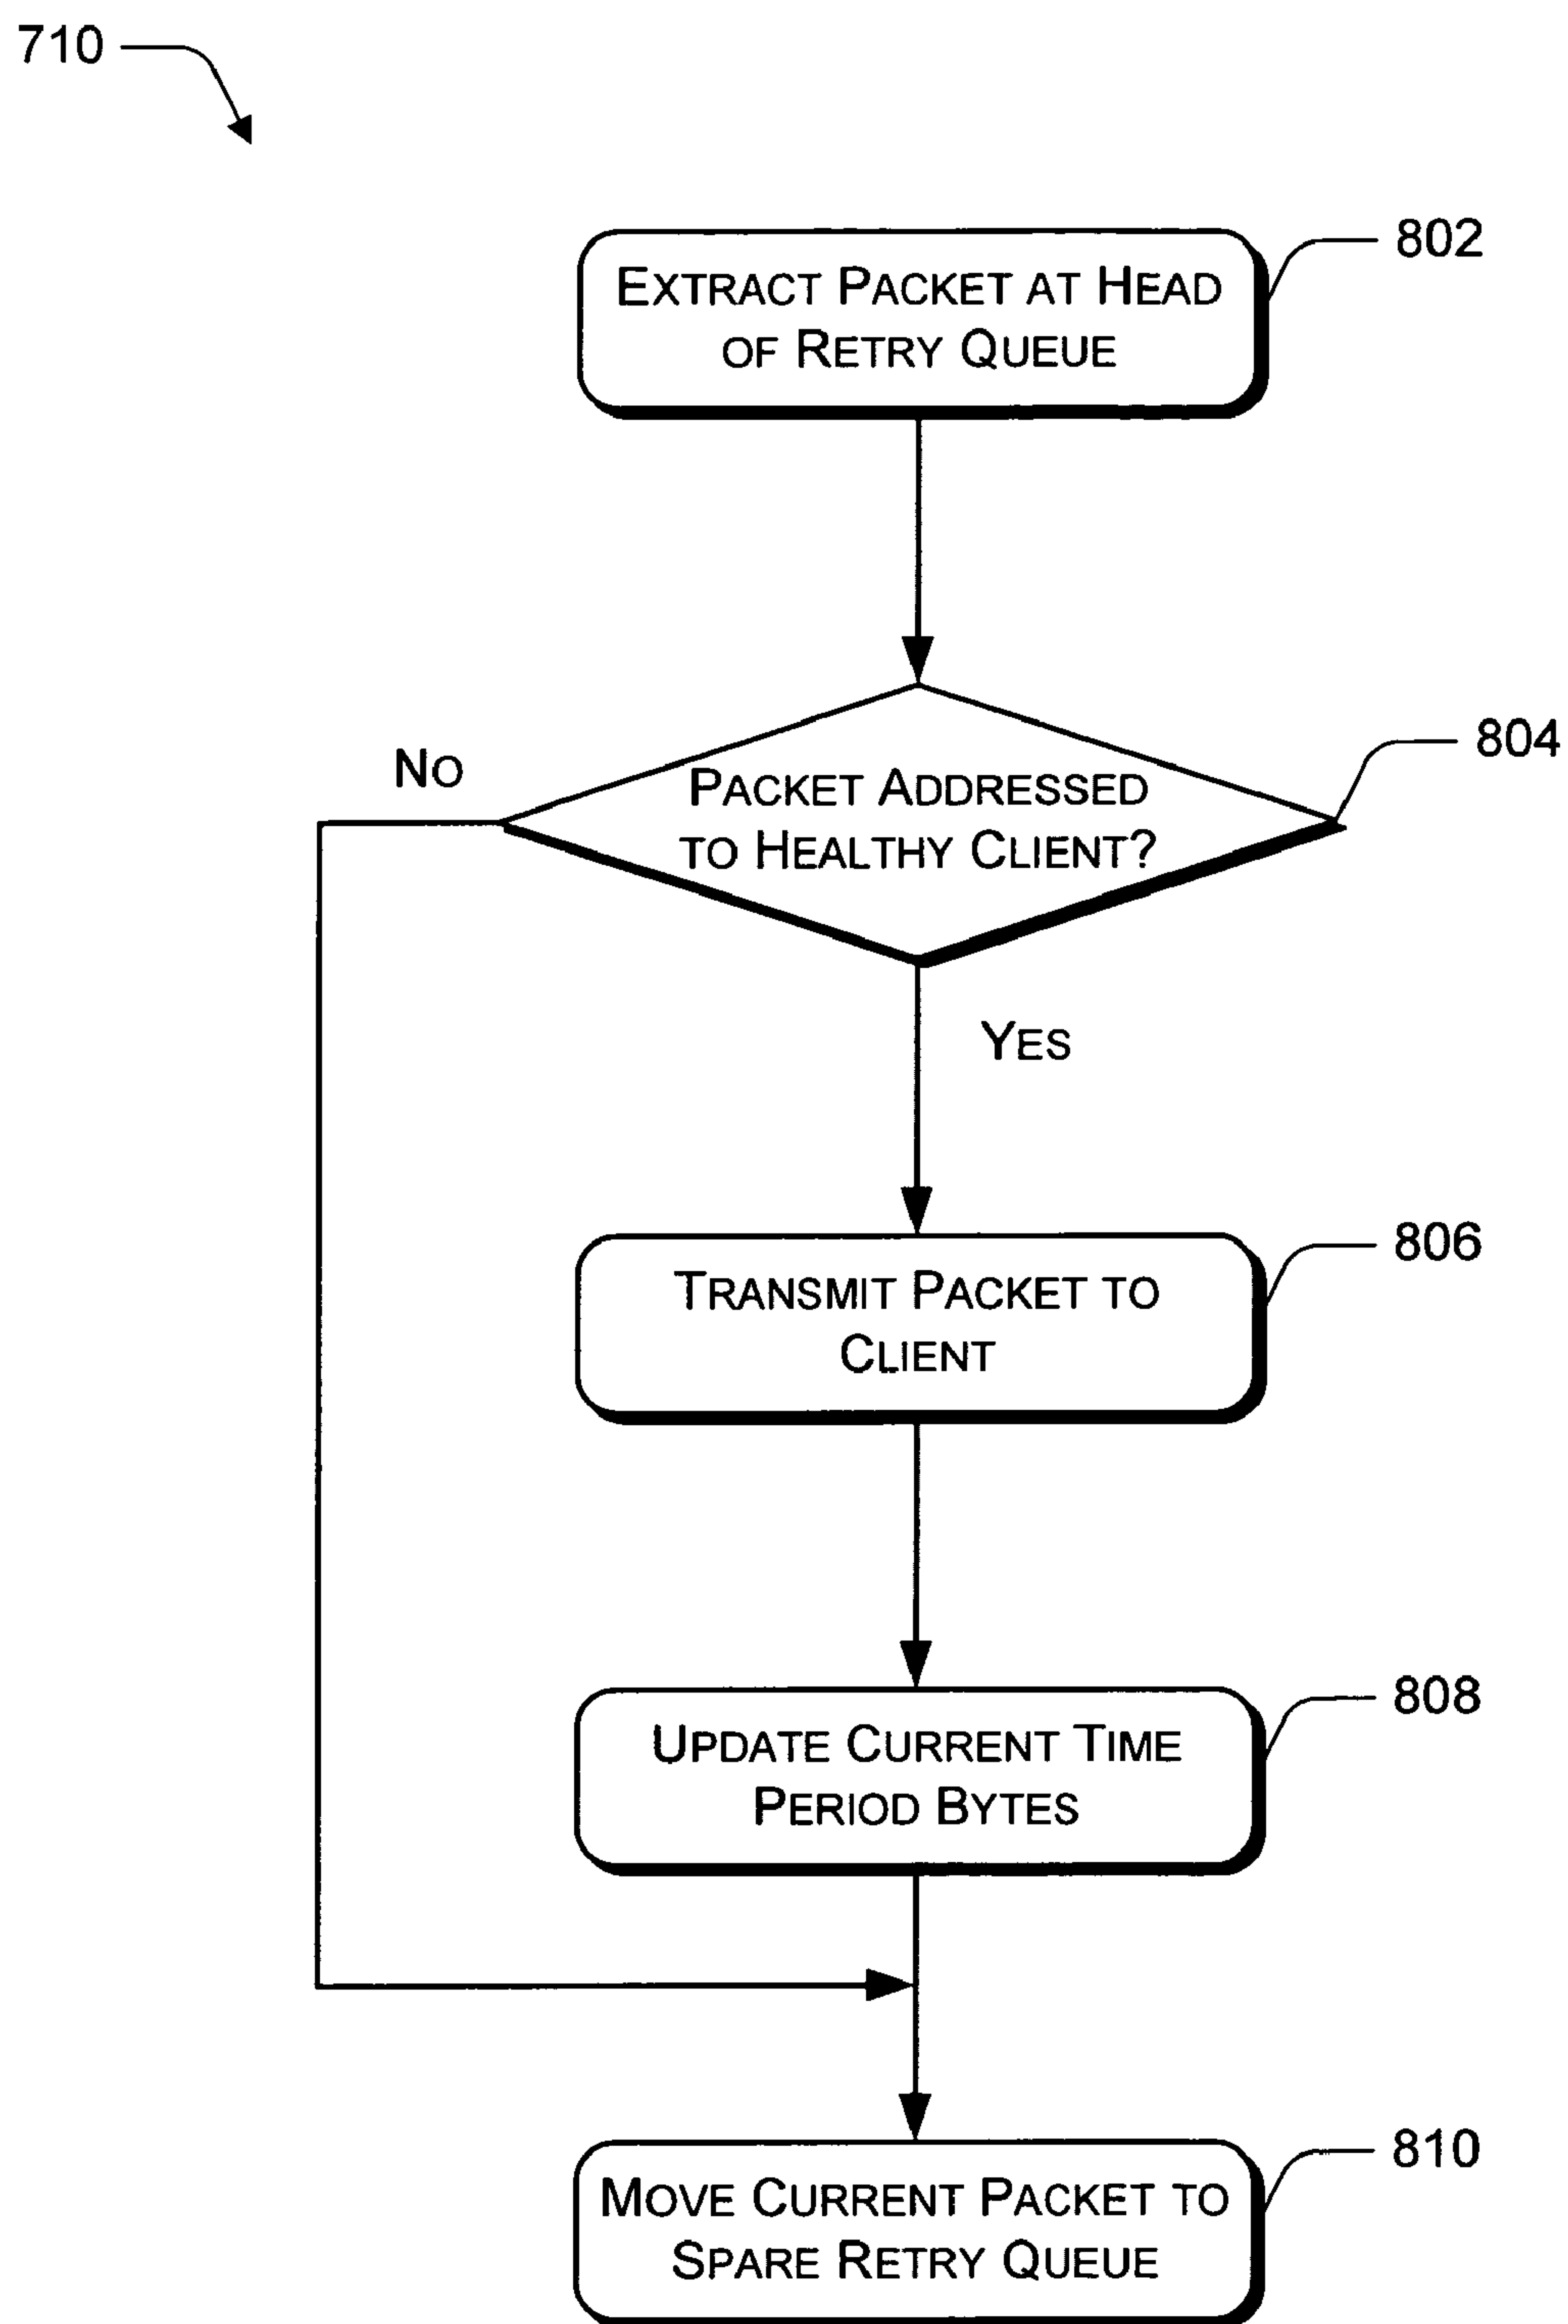 710
802
EXTRACT PACKET AT HEAD
OF RETRY QUEUE
804
NO
PACKET ADDRESSED
TO HEALTHY CLIENT?
YES
806
TRANSMIT PACKET TO
CLIENT
808
UPDATE CURRENT TIME
PERIOD BYTES
810
MOVE CURRENT PACKET TO
SPARE RETRY QUEUE